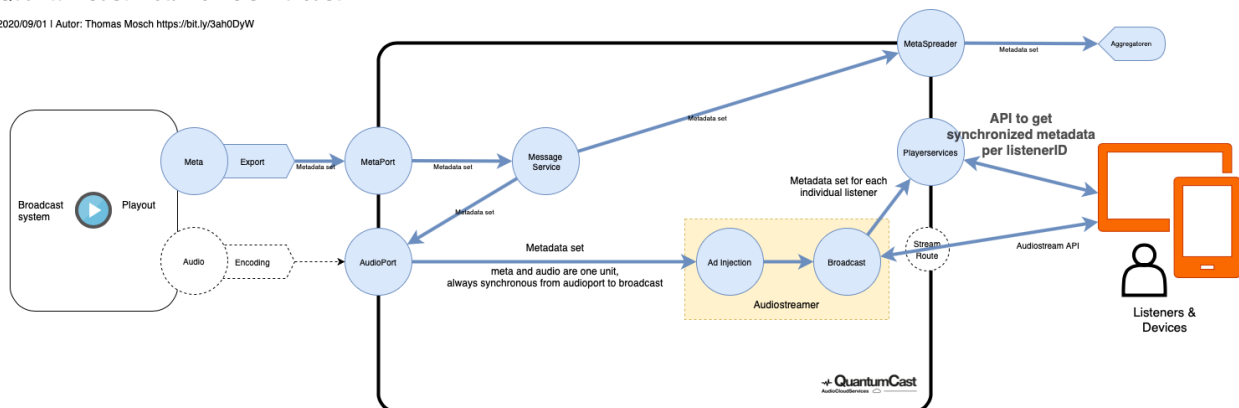 2020/09/01 | Autor: Thomas Mosch https://bit.ly/3ah0DyW
MetaSpreader
Metadata set
Aggregatoren
Metadata set
API to get
synchronized metadata
per listenerID
Meta
Export
Metadata set
MetaPort
Metadata set
Message
Service
Playerservices
Metadata set for each
individual listener
Broadcast
system
Playout
Metadata set
Audio
Encoding
AudioPort
Metadata set
meta and audio are one unit,
always synchronous from audioport to broadcast
Ad Injection
Broadcast
Audiostreamer
Stream
Route
Audiostream API
Listeners &
Devices
QuantumCast
AudioCloudServices